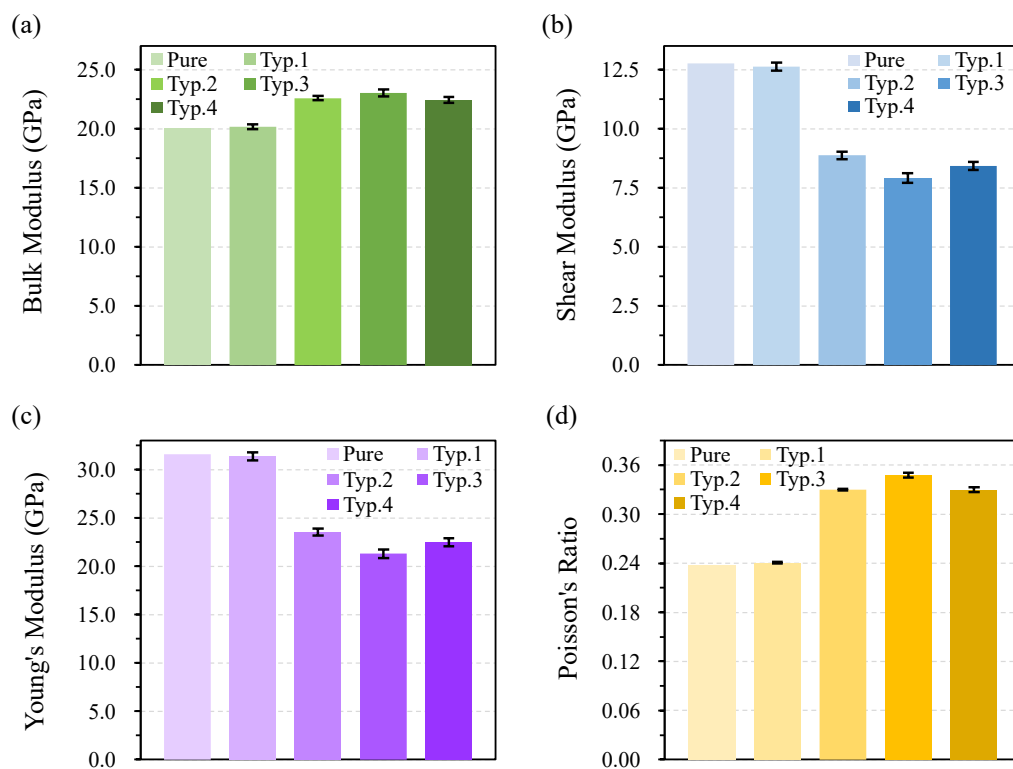 (a)
Bulk Modulus (GPa)
25.0
20.0
15.0
10.0
5.0
0.0
Pure Typ.1
Typ.2 Typ.3
Typ.4
(b)
Shear Modulus (GPa)
12.5
10.0
7.5
5.0
2.5
0.0
Pure Typ.1
Typ.2 Typ.3
Typ.4
(c)
Young's Modulus (GPa)
30.0
25.0
20.0
15.0
10.0
5.0
0.0
Pure Typ.1
Typ.2 Typ.3
Typ.4
(d)
Poisson's Ratio
0.36
0.30
0.24
0.18
0.12
0.06
0.00
Pure Typ.1
Typ.2 Typ.3
Typ.4